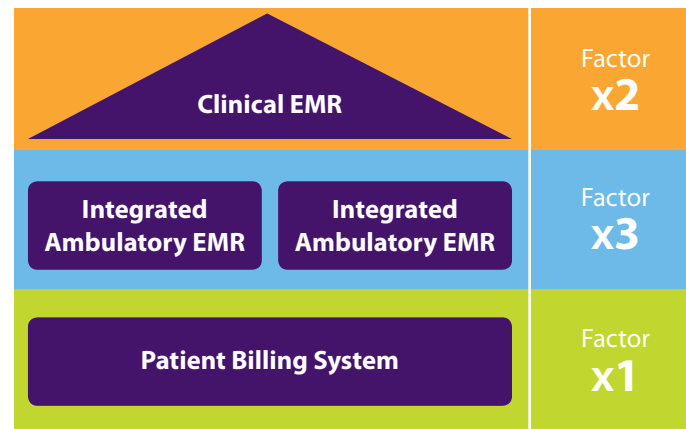 Clinical EMR
Factor
x2
Integrated
Ambulatory EMR
Integrated
Ambulatory EMR
Factor
x3
Patient Billing System
Factor
x1